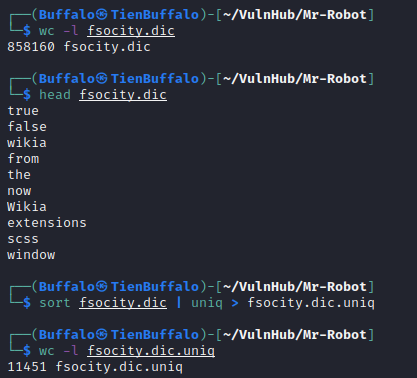 ┌──(Buffalo㉿TienBuffalo)-[~/VulnHub/Mr-Robot]
└─$ wc -l fsocity.dic
858160 fsocity.dic
┌──(Buffalo㉿TienBuffalo)-[~/VulnHub/Mr-Robot]
└─$ head fsocity.dic
true
false
wikia
from
the
now
Wikia
extensions
scss
window
┌──(Buffalo㉿TienBuffalo)-[~/VulnHub/Mr-Robot]
└─$ sort fsocity.dic | uniq > fsocity.dic.uniq
┌──(Buffalo㉿TienBuffalo)-[~/VulnHub/Mr-Robot]
└─$ wc -l fsocity.dic.uniq
11451 fsocity.dic.uniq